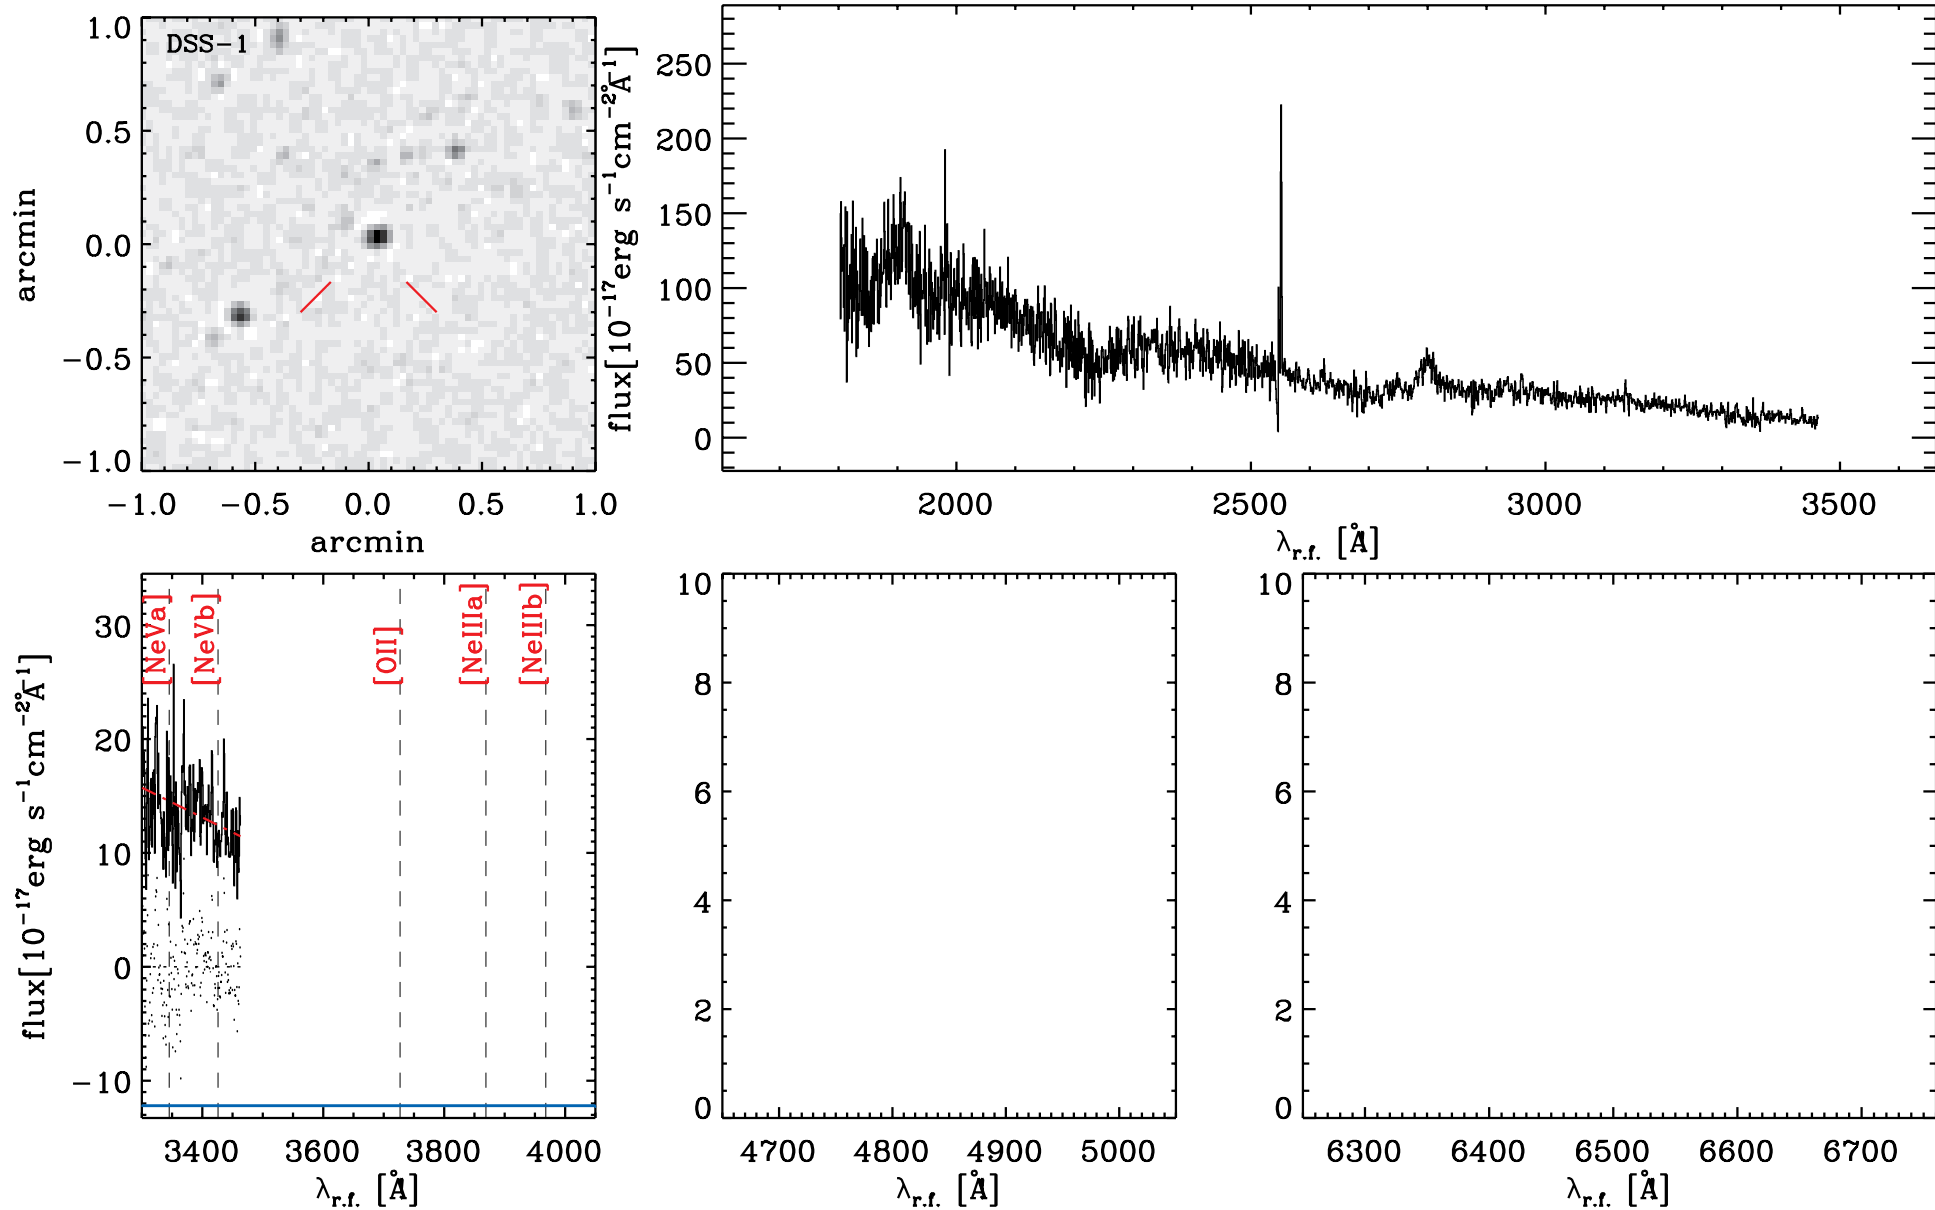 DSS-1
1.0
0.5
0.0
−0.5
−1.0
arcmin
−1.0 −0.5 0.0 0.5 1.0
arcmin
250
200
150
100
50
0
flux[10⁻¹⁷erg s⁻¹cm⁻²Å⁻¹]
2000 2500 3000 3500
λr.f. [Å]
[NeVa] [NeVb] [OII] [NeIIIa] [NeIIIb]
30
20
10
0
−10
flux[10⁻¹⁷erg s⁻¹cm⁻²Å⁻¹]
3400 3600 3800 4000
λr.f. [Å]
10
8
6
4
2
0
4700 4800 4900 5000
λr.f. [Å]
10
8
6
4
2
0
6300 6400 6500 6600 6700
λr.f. [Å]